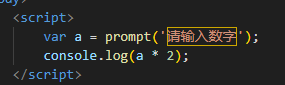 <script>
var a = prompt('请输入数字');
console.log(a * 2);
</script>